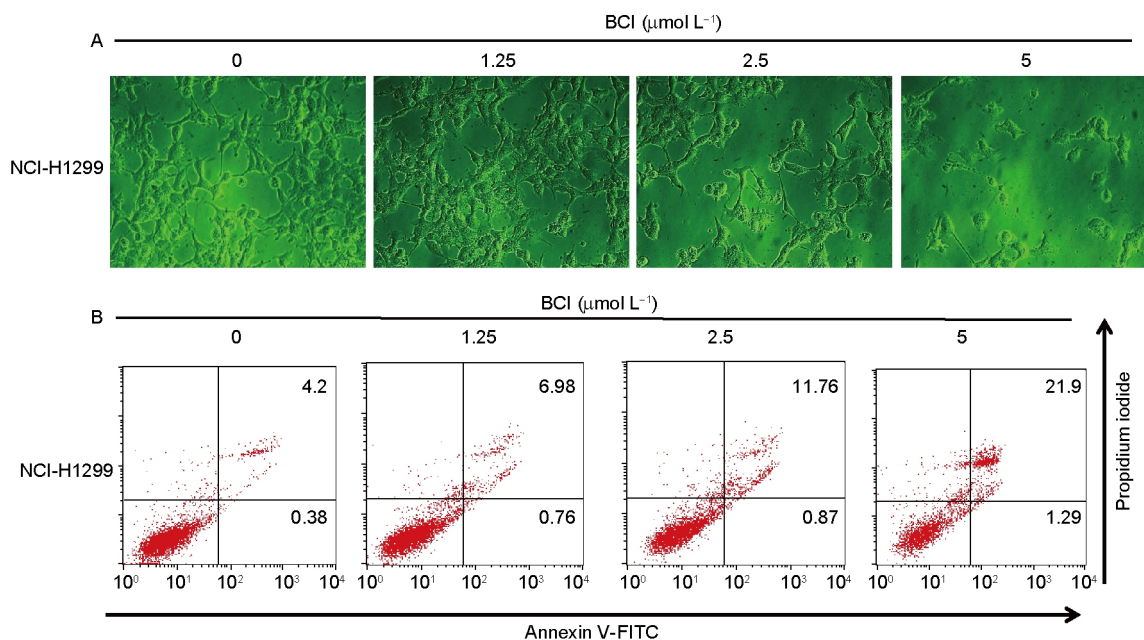 A
BCI (μmol L⁻¹)
0 1.25 2.5 5
NCI-H1299
B
BCI (μmol L⁻¹)
0 1.25 2.5 5
4.2 6.98 11.76 21.9
NCI-H1299
0.38 0.76 0.87 1.29
10⁰ 10¹ 10² 10³ 10⁴ 10⁰ 10¹ 10² 10³ 10⁴ 10⁰ 10¹ 10² 10³ 10⁴ 10⁰ 10¹ 10² 10³ 10⁴
Annexin V-FITC
Propidium iodide